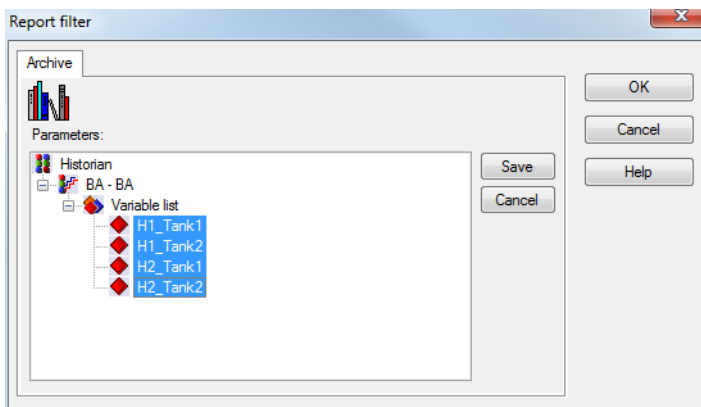 Report filter
Archive
OK
Parameters:
Cancel
Historian
Save
Help
BA - BA
Cancel
Variable list
H1_Tank1
H1_Tank2
H2_Tank1
H2_Tank2